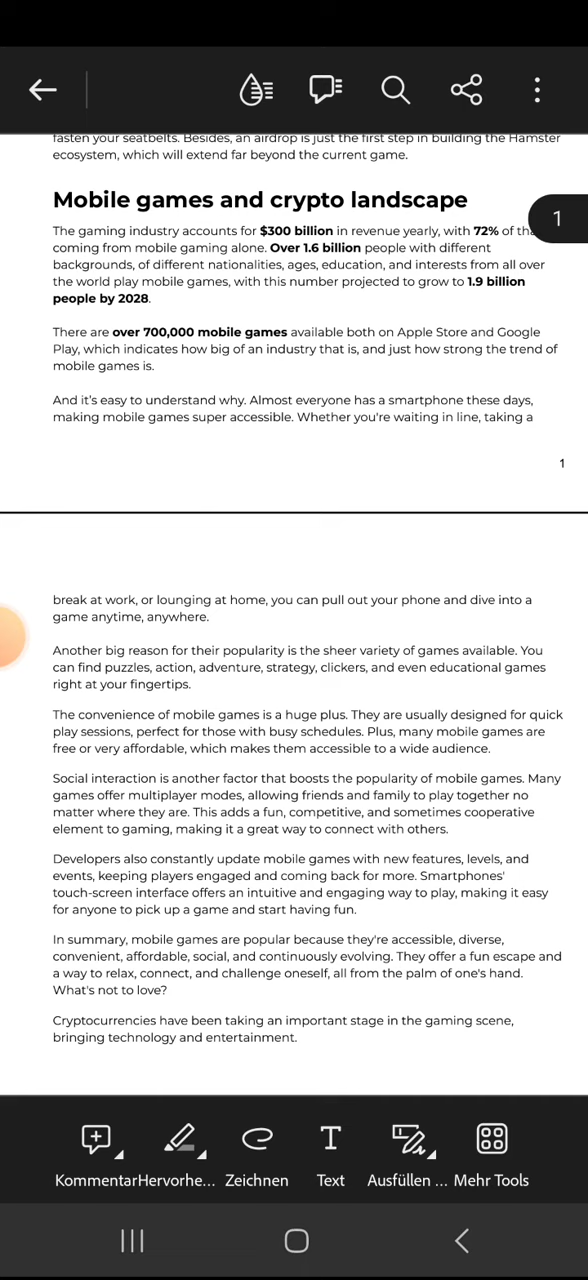 fasten your seatbelts. Besides, an airdrop is just the first step in building the Hamster
ecosystem, which will extend far beyond the current game.
Mobile games and crypto landscape
1
The gaming industry accounts for $300 billion in revenue yearly, with 72% of
coming from mobile gaming alone. Over 1.6 billion people with different
backgrounds, of different nationalities, ages, education, and interests from all over
the world play mobile games, with this number projected to grow to 1.9 billion
people by 2028.
There are over 700,000 mobile games available both on Apple Store and Google
Play, which indicates how big of an industry that is, and just how strong the trend of
mobile games is.
And it's easy to understand why. Almost everyone has a smartphone these days,
making mobile games super accessible. Whether you're waiting in line, taking a
1
break at work, or lounging at home, you can pull out your phone and dive into a
game anytime, anywhere.
Another big reason for their popularity is the sheer variety of games available. You
can find puzzles, action, adventure, strategy, clickers, and even educational games
right at your fingertips.
The convenience of mobile games is a huge plus. They are usually designed for quick
play sessions, perfect for those with busy schedules. Plus, many mobile games are
free or very affordable, which makes them accessible to a wide audience.
Social interaction is another factor that boosts the popularity of mobile games. Many
games offer multiplayer modes, allowing friends and family to play together no
matter where they are. This adds a fun, competitive, and sometimes cooperative
element to gaming, making it a great way to connect with others.
Developers also constantly update mobile games with new features, levels, and
events, keeping players engaged and coming back for more. Smartphones'
touch-screen interface offers an intuitive and engaging way to play, making it easy
for anyone to pick up a game and start having fun.
In summary, mobile games are popular because they're accessible, diverse,
convenient, affordable, social, and continuously evolving. They offer a fun escape and
a way to relax, connect, and challenge oneself, all from the palm of one's hand.
What's not to love?
Cryptocurrencies have been taking an important stage in the gaming scene,
bringing technology and entertainment.
Kommentar Hervorhe... Zeichnen Text Ausfüllen ... Mehr Tools